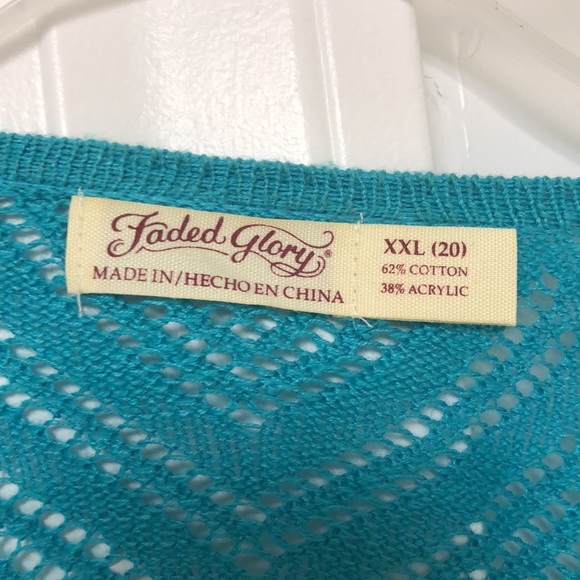 Faded Glory®
MADE IN/HECHO EN CHINA
XXL (20)
62% COTTON
38% ACRYLIC